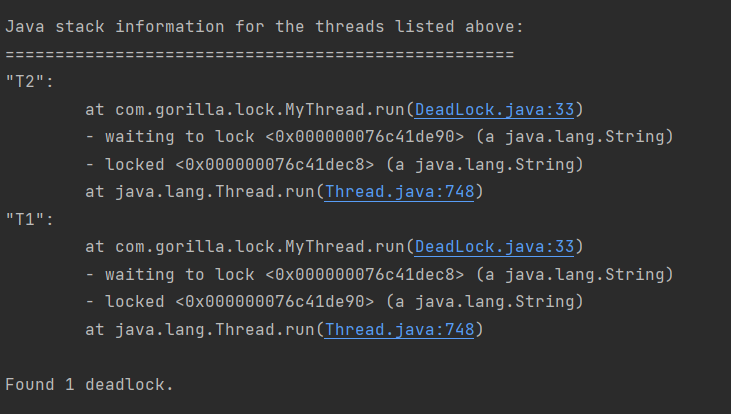 Java stack information for the threads listed above:
===================================================
"T2":
        at com.gorilla.lock.MyThread.run(DeadLock.java:33)
        - waiting to lock <0x000000076c41de90> (a java.lang.String)
        - locked <0x000000076c41dec8> (a java.lang.String)
        at java.lang.Thread.run(Thread.java:748)
"T1":
        at com.gorilla.lock.MyThread.run(DeadLock.java:33)
        - waiting to lock <0x000000076c41dec8> (a java.lang.String)
        - locked <0x000000076c41de90> (a java.lang.String)
        at java.lang.Thread.run(Thread.java:748)

Found 1 deadlock.